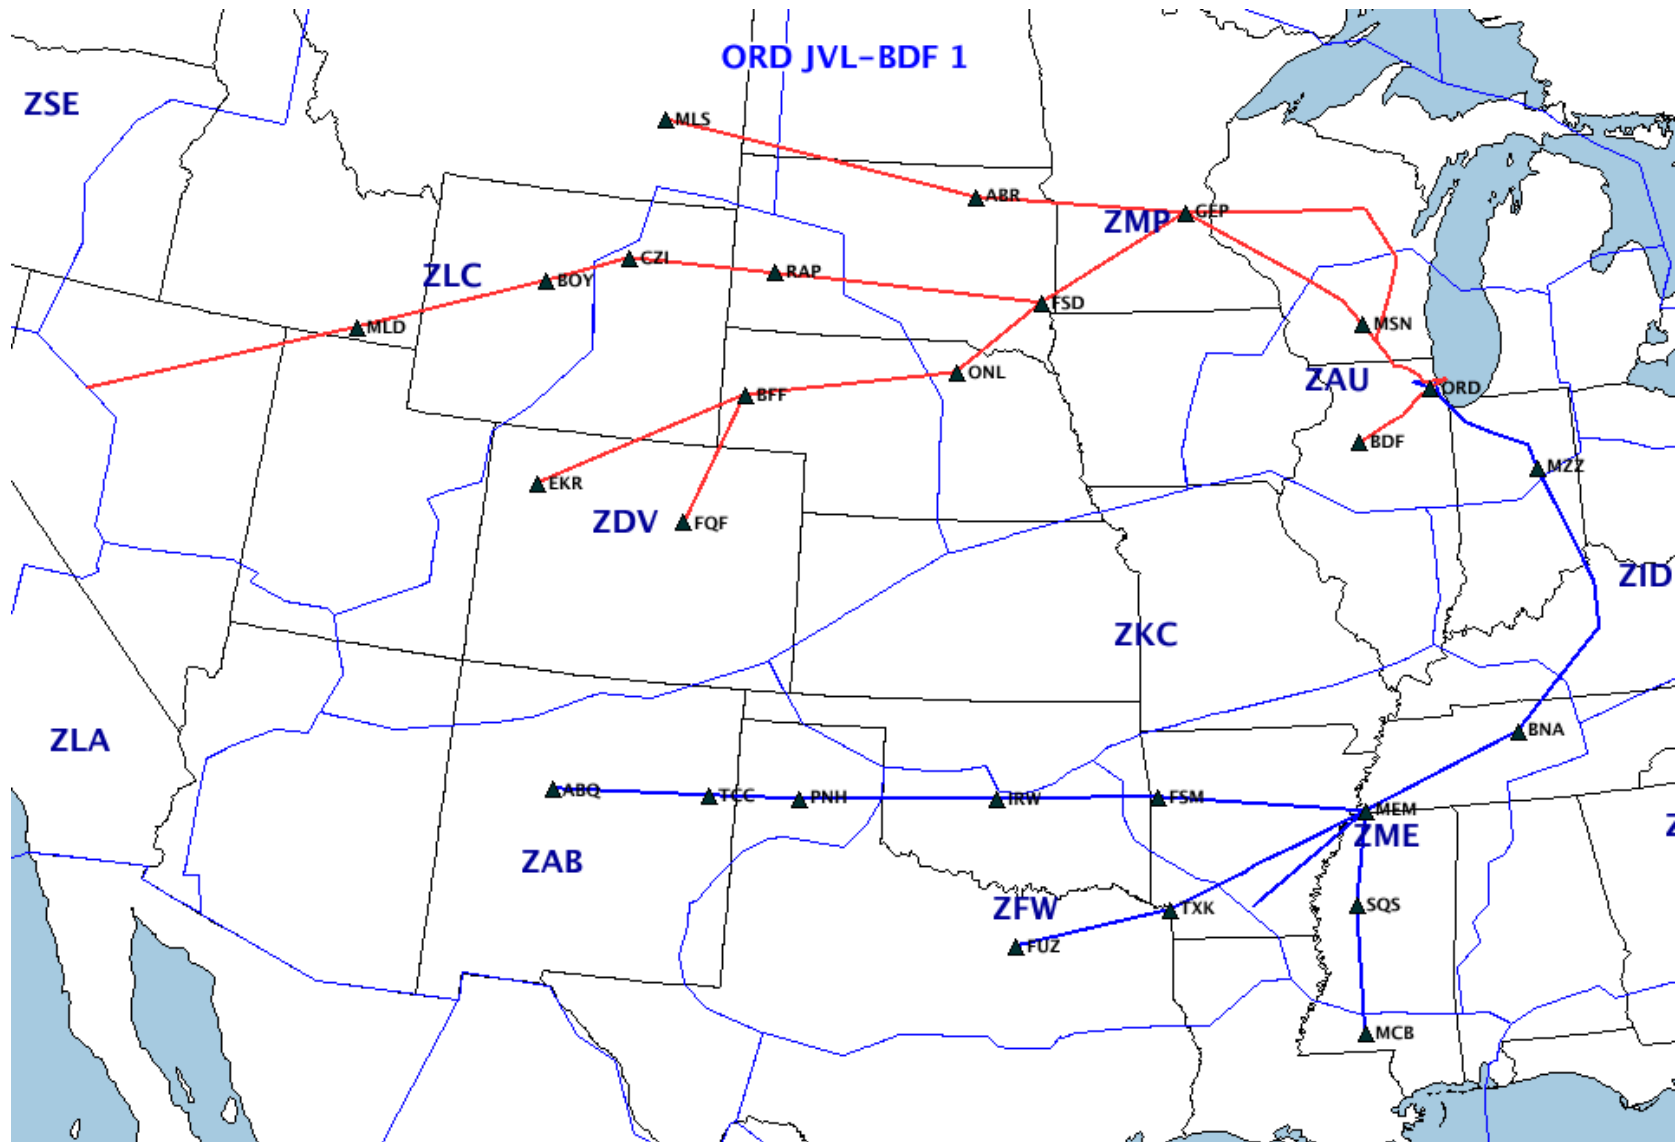 ORD JVL-BDF 1
ZSE
MLS
ABR
ZMP
GEP
ZLC
CZI
BOY
RAP
FSD
MLD
MSN
ONL
ZAU
ORD
BFF
BDF
MZZ
EKR
ZDV
FQF
ZID
ZKC
ZLA
BNA
ABQ
TCC
PNH
IRW
FSM
MEM
Z
ZME
ZAB
ZFW
TXK
SQS
FUZ
MCB